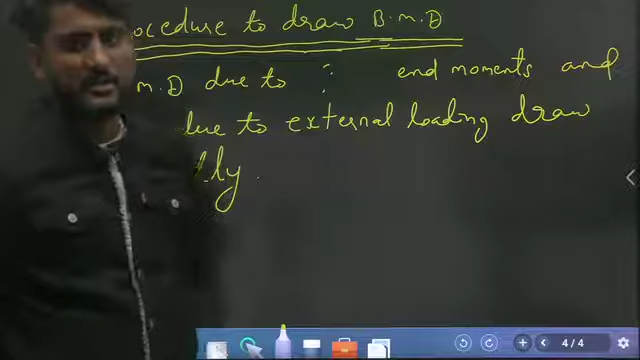 ocedure to draw B.M.D
.M.D due to : end moments and
due to external loading draw
lly.
4/4